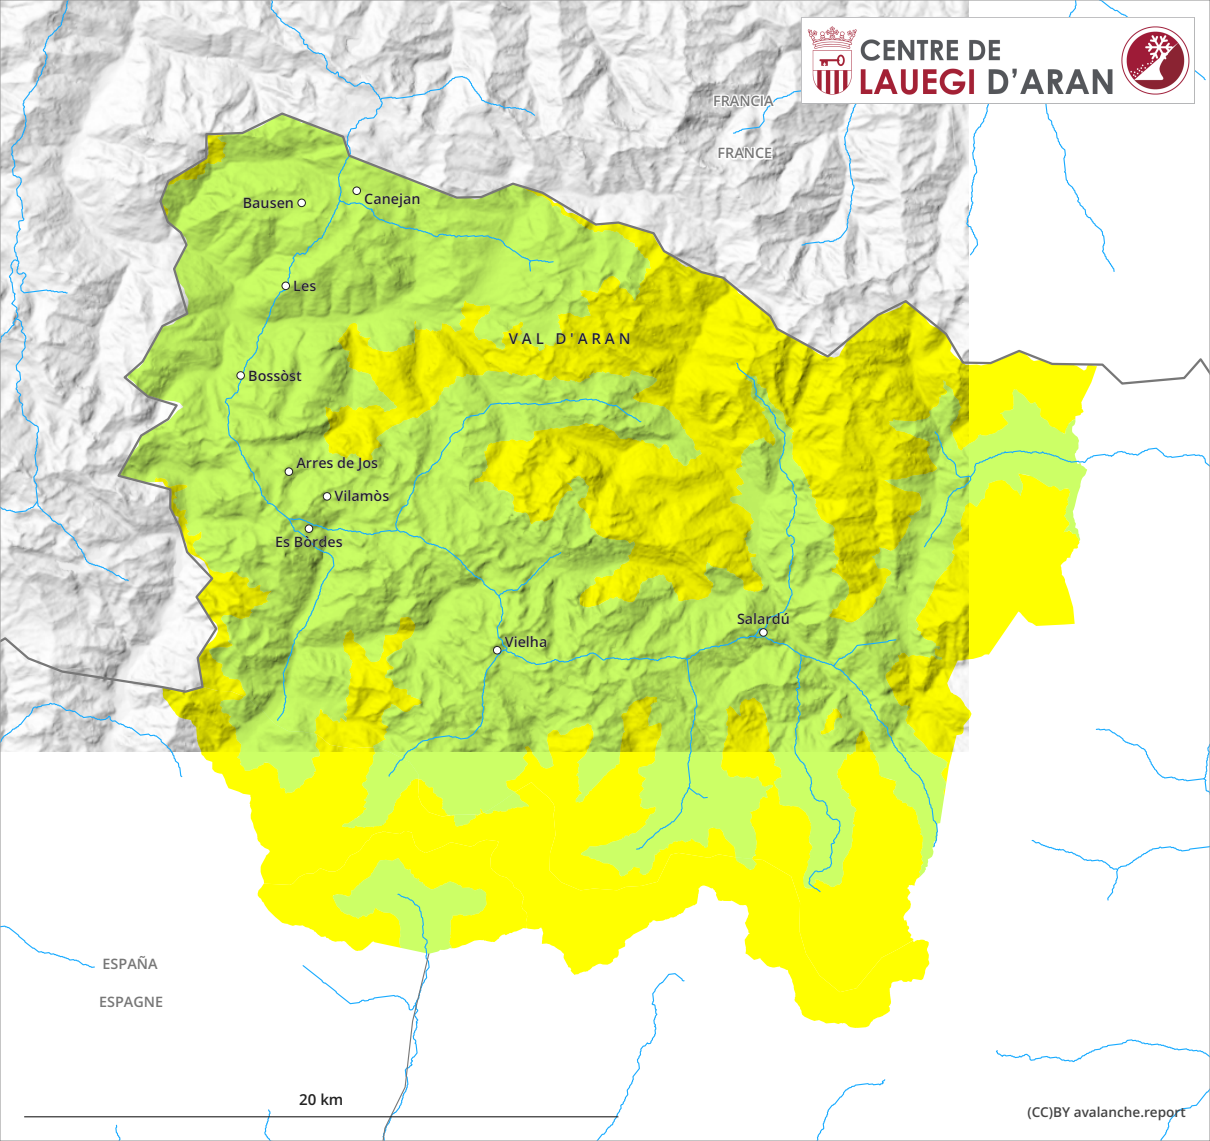 CENTRE DE
LAUEGI D'ARAN
FRANCIA
FRANCE
Bausen
Canejan
Les
VAL D'ARAN
Bossòst
Arres de Jos
Vilamòs
Es Bòrdes
Salardú
Vielha
ESPAÑA
ESPAGNE
20 km
(CC)BY avalanche.report